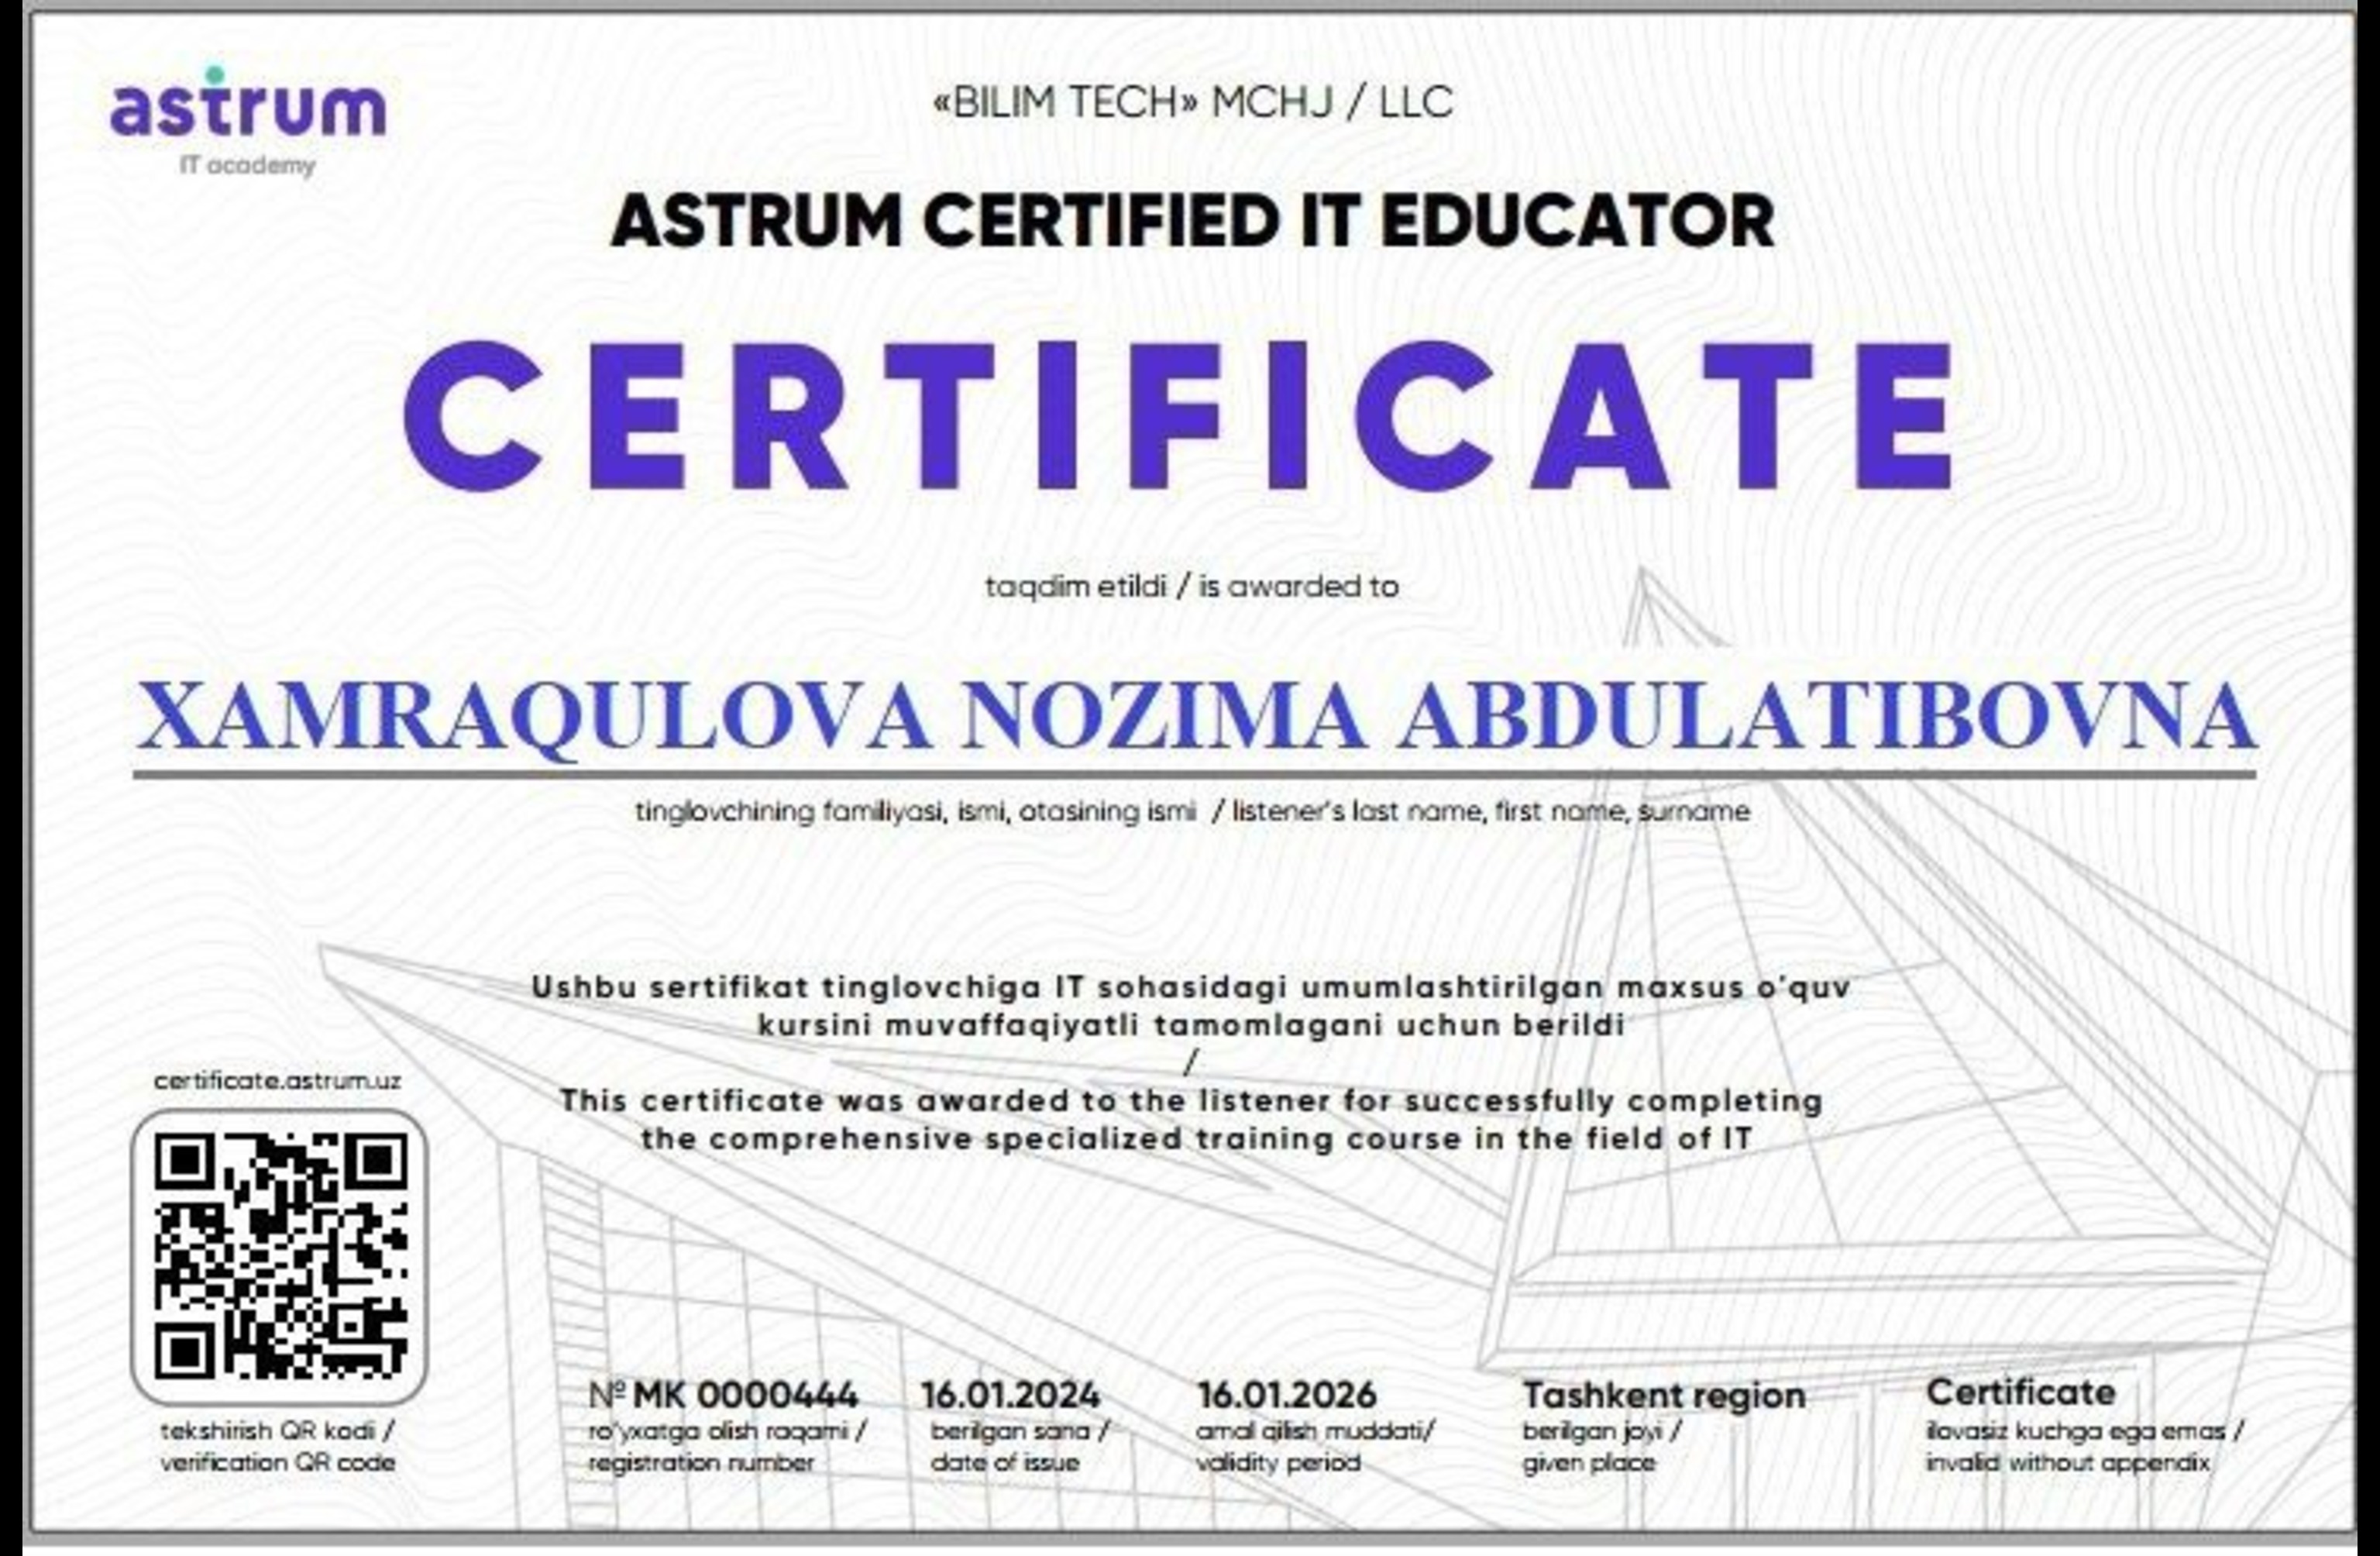 astrum
IT academy
«BILIM TECH» MCHJ / LLC
ASTRUM CERTIFIED IT EDUCATOR
CERTIFICATE
taqdim etildi / is awarded to
XAMRAQULOVA NOZIMA ABDULATIBOVNA
tinglovchining familiyasi, ismi, otasining ismi / listener's last name, first name, surname
Ushbu sertifikat tinglovchiga IT sohasidagi umumlashtirilgan maxsus o'quv
kursini muvaffaqiyatli tamomlagani uchun berildi
/
This certificate was awarded to the listener for successfully completing
the comprehensive specialized training course in the field of IT
certificate.astrum.uz
tekshirish QR kodi /
verification QR code
№ MK 0000444
ro'yxatga olish raqami /
registration number
16.01.2024
berilgan sana /
date of issue
16.01.2026
amal qilish muddati/
validity period
Tashkent region
berilgan joyi /
given place
Certificate
ilovasiz kuchga ega emas /
invalid without appendix